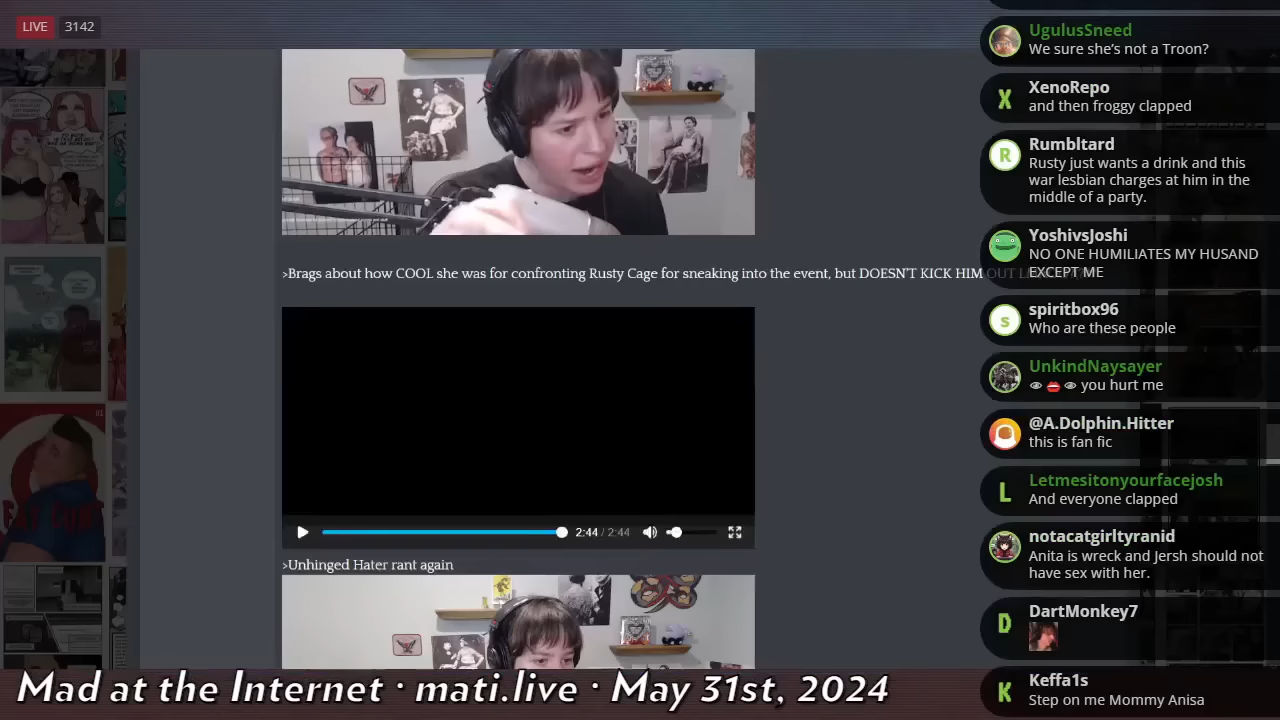 LIVE 3142
>Brags about how COOL she was for confronting Rusty Cage for sneaking into the event, but DOESN'T KICK HIM OUT
2:44 / 2:44
>Unhinged Hater rant again
UgulusSneed
We sure she's not a Troon?
XenoRepo
and then froggy clapped
Rumbltard
Rusty just wants a drink and this
war lesbian charges at him in the
middle of a party.
YoshivsJoshi
NO ONE HUMILIATES MY HUSAND
EXCEPT ME
spiritbox96
Who are these people
UnkindNaysayer
👁👄👁 you hurt me
@A.Dolphin.Hitter
this is fan fic
Letmesitonyourfacejosh
And everyone clapped
notacatgirltyranid
Anita is wreck and Jersh should not
have sex with her.
DartMonkey7
Keffa1s
Step on me Mommy Anisa
Mad at the Internet · mati.live · May 31st, 2024